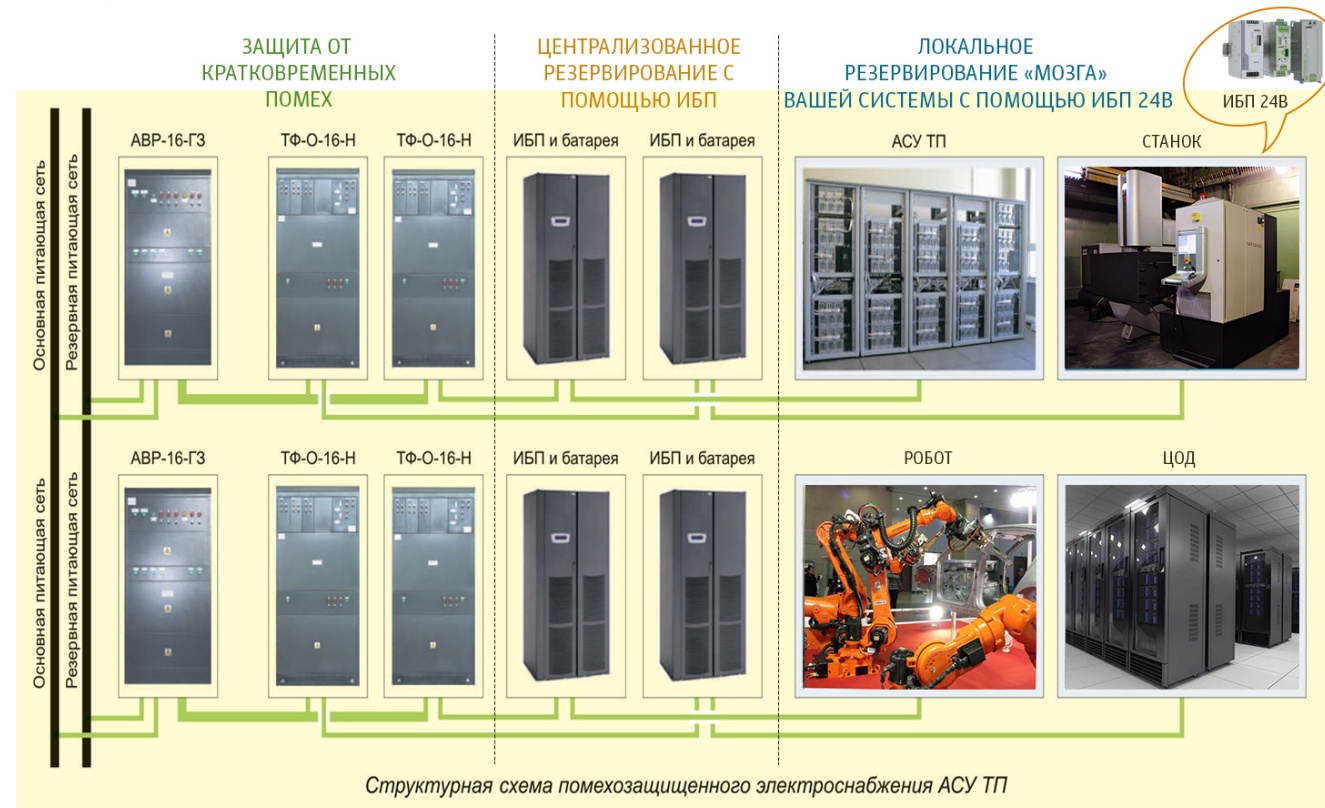 ЗАЩИТА ОТ
КРАТКОВРЕМЕННЫХ
ПОМЕХ
ЦЕНТРАЛИЗОВАННОЕ
РЕЗЕРВИРОВАНИЕ С
ПОМОЩЬЮ ИБП
ЛОКАЛЬНОЕ
РЕЗЕРВИРОВАНИЕ «МОЗГА»
ВАШЕЙ СИСТЕМЫ С ПОМОЩЬЮ ИБП 24В
ИБП 24В
Основная питающая сеть
Резервная питающая сеть
АВР-16-ГЗ
ТФ-О-16-Н
ТФ-О-16-Н
ИБП и батарея
ИБП и батарея
АСУ ТП
СТАНОК
Основная питающая сеть
Резервная питающая сеть
АВР-16-ГЗ
ТФ-О-16-Н
ТФ-О-16-Н
ИБП и батарея
ИБП и батарея
РОБОТ
ЦОД
Структурная схема помехозащищенного электроснабжения АСУ ТП